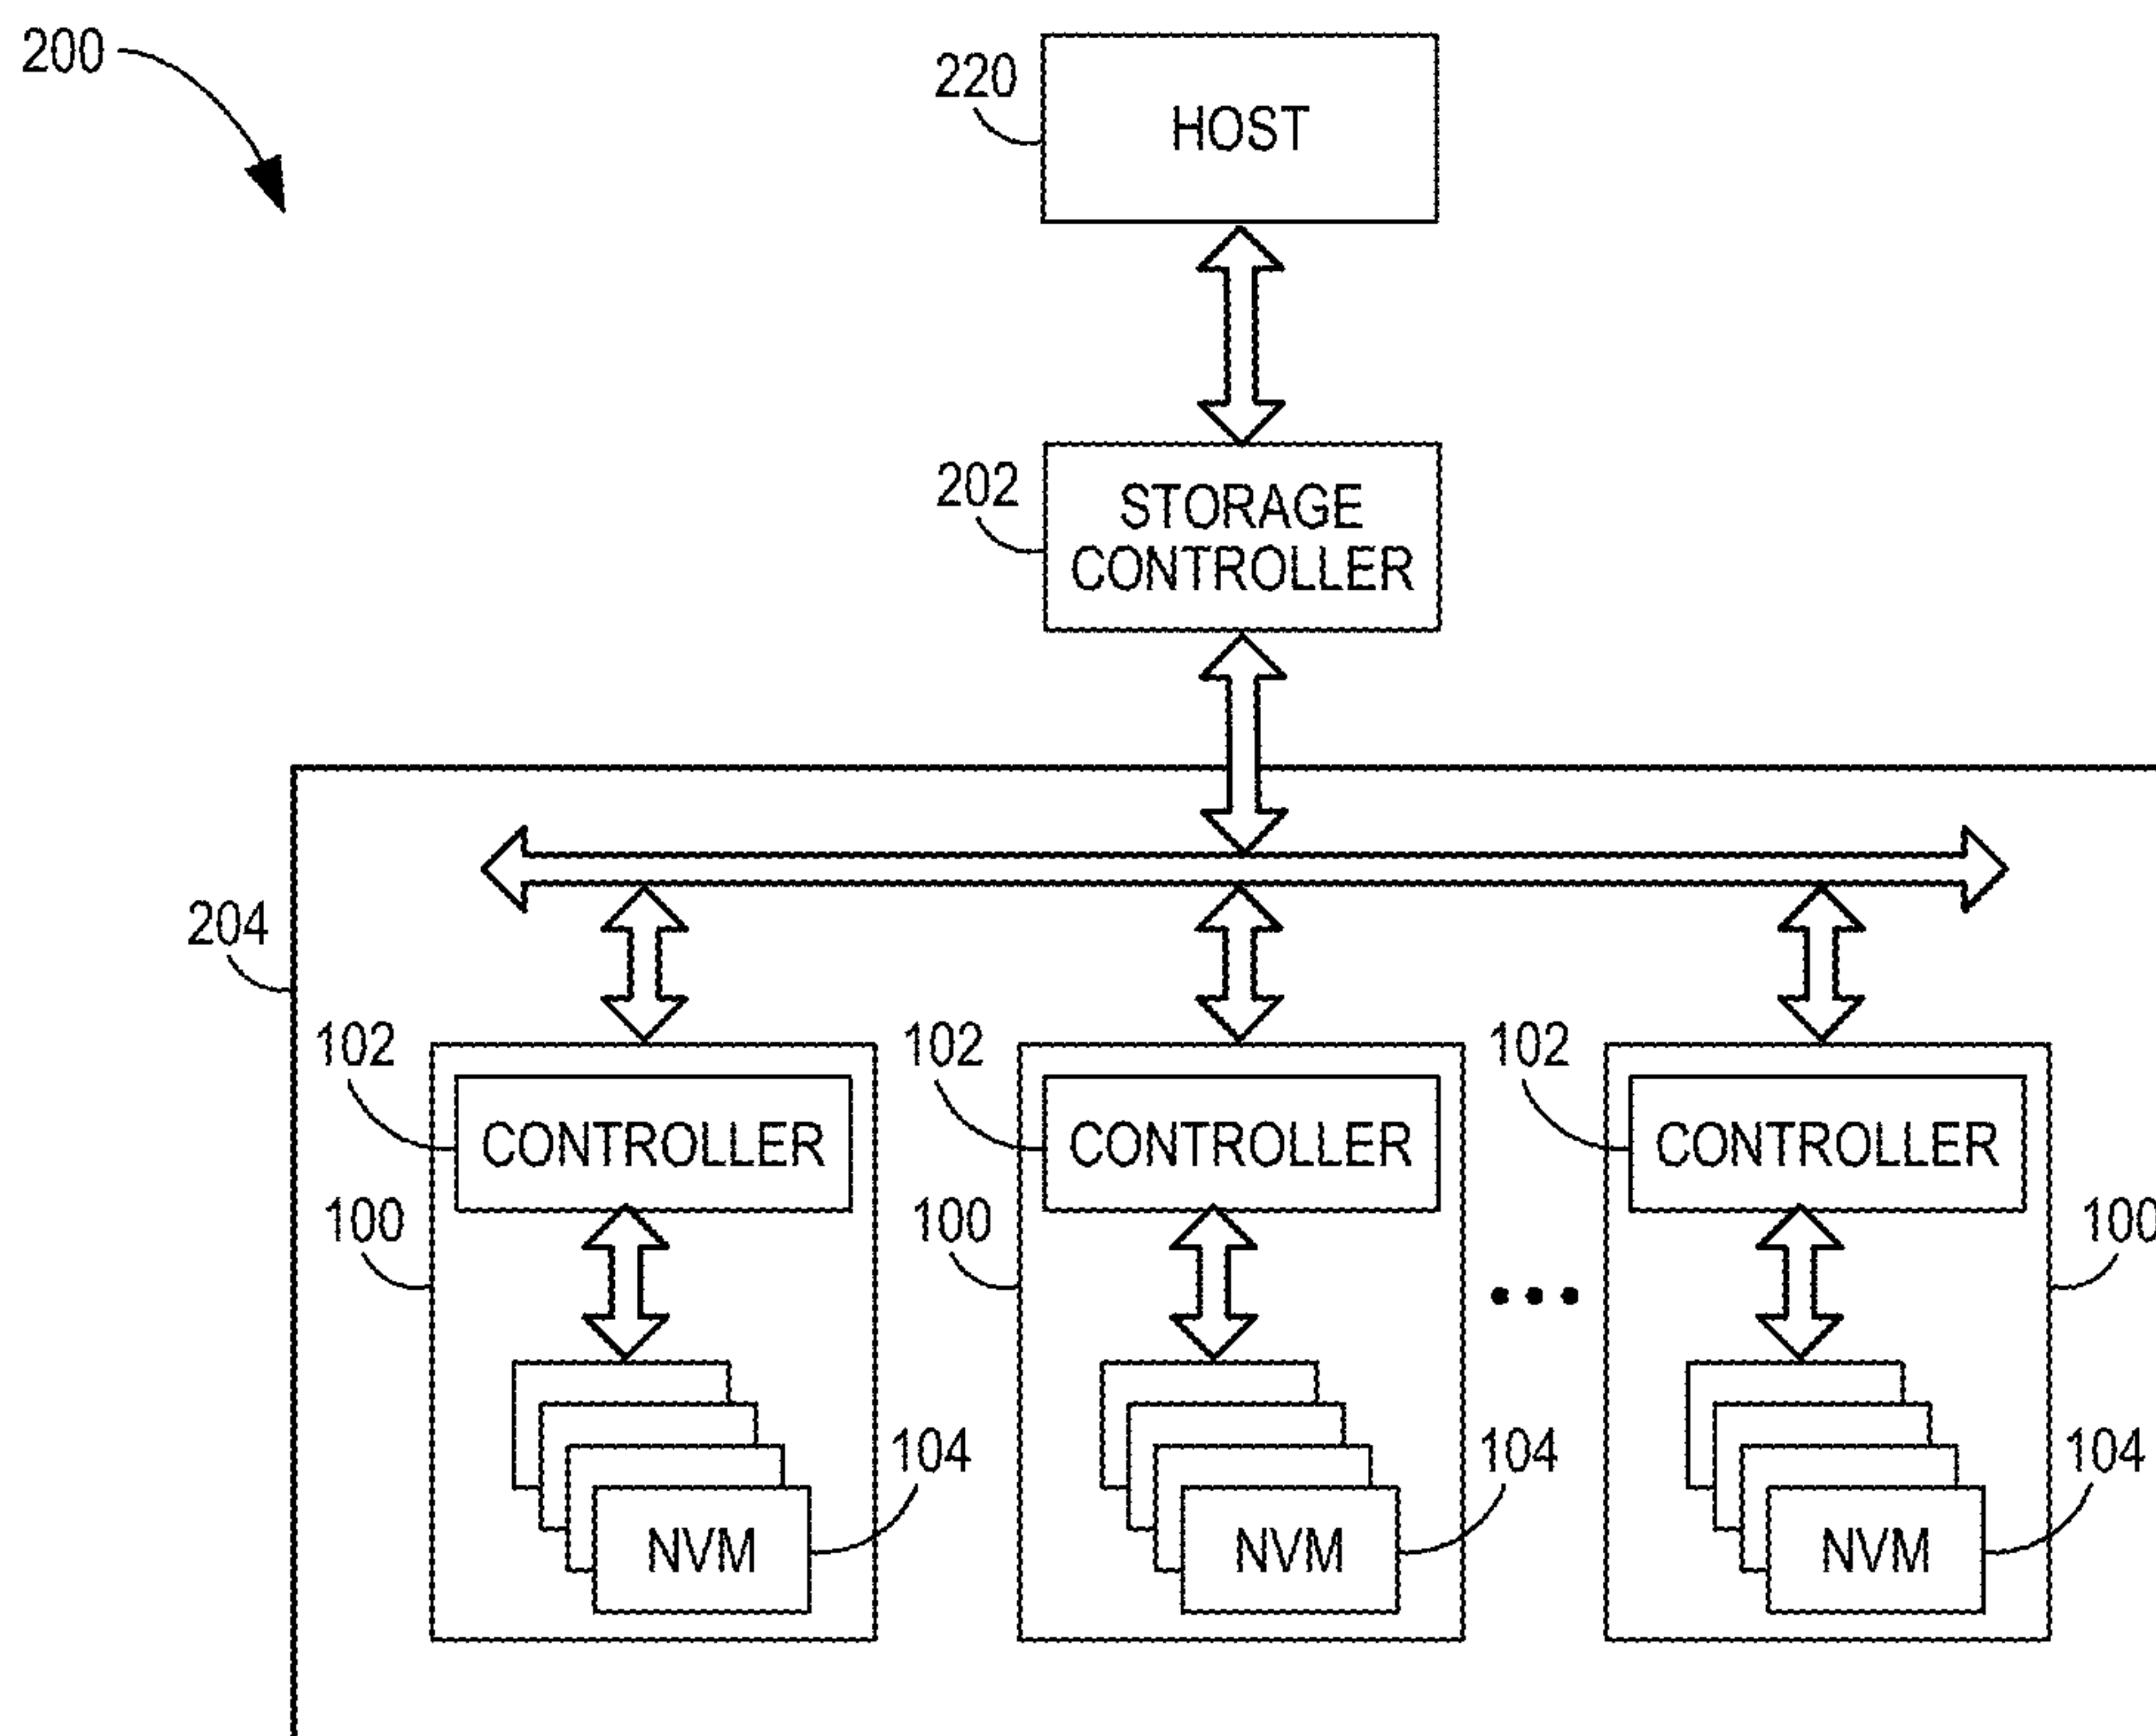 200
220
HOST
202
STORAGE
CONTROLLER
204
102
102
102
CONTROLLER
CONTROLLER
CONTROLLER
100
100
100
104
104
104
NVM
NVM
NVM